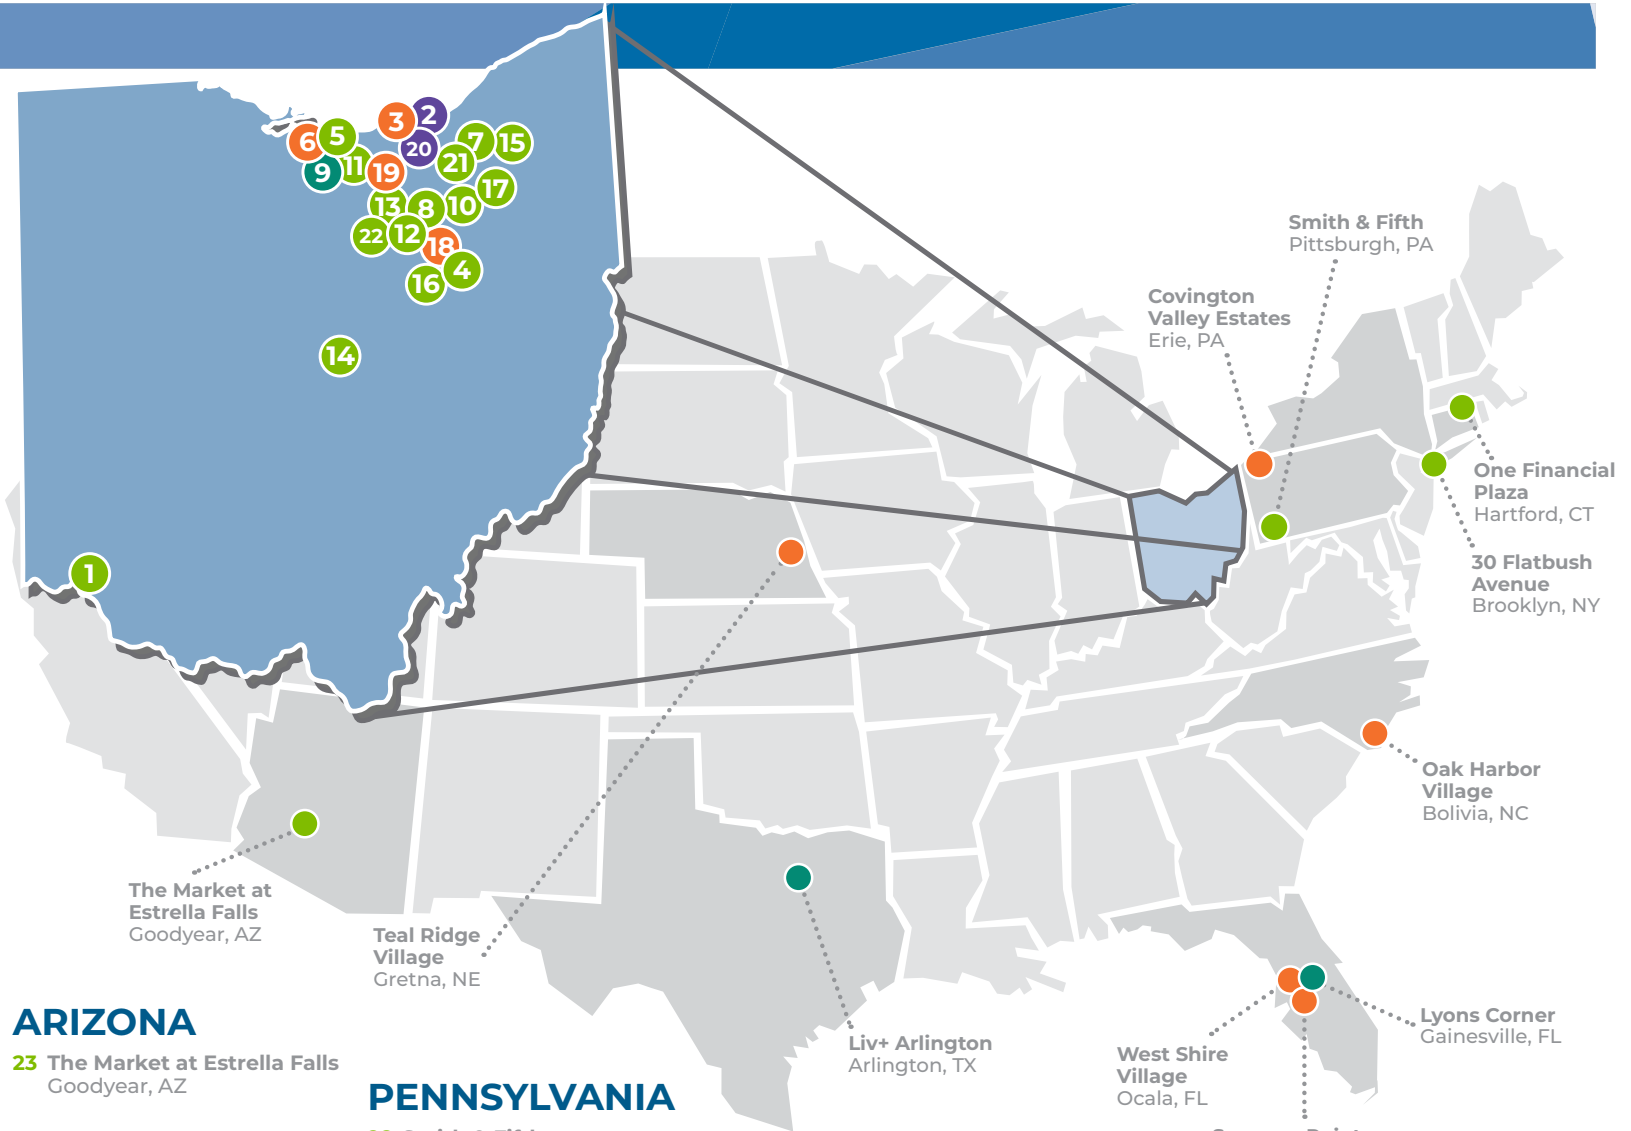 3
2
6
5
20
7
15
9
11
19
21
17
13
8
10
22
12
18
4
16
14
1
Smith & Fifth
Pittsburgh, PA
Covington
Valley Estates
Erie, PA
One Financial
Plaza
Hartford, CT
30 Flatbush
Avenue
Brooklyn, NY
Oak Harbor
Village
Bolivia, NC
The Market at
Estrella Falls
Goodyear, AZ
Teal Ridge
Village
Gretna, NE
Liv+ Arlington
Arlington, TX
West Shire
Village
Ocala, FL
Lyons Corner
Gainesville, FL
ARIZONA
23 The Market at Estrella Falls
Goodyear, AZ
PENNSYLVANIA